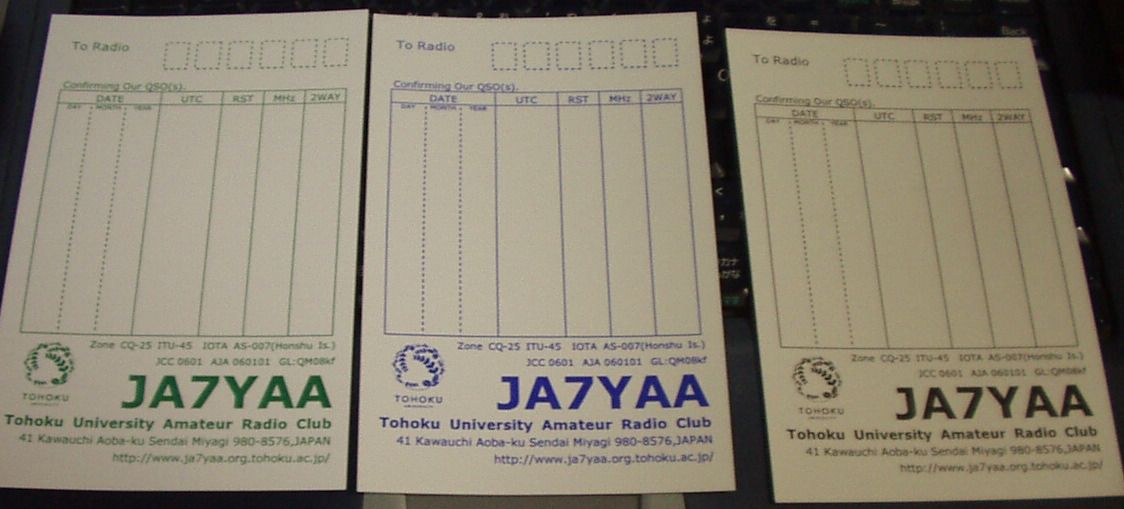 To Radio
Confirming Our QSO(s).
DATE UTC RST MHz 2WAY
DAY MONTH YEAR
Zone CQ-25 ITU-45 IOTA AS-007(Honshu Is.)
JCC 0601 AJA 060101 GL:QM08kf
TOHOKU
UNIVERSITY
JA7YAA
Tohoku University Amateur Radio Club
41 Kawauchi Aoba-ku Sendai Miyagi 980-8576,JAPAN
http://www.ja7yaa.org.tohoku.ac.jp/
To Radio
Confirming Our QSO(s).
DATE UTC RST MHz 2WAY
DAY MONTH YEAR
Zone CQ-25 ITU-45 IOTA AS-007(Honshu Is.)
JCC 0601 AJA 060101 GL:QM08kf
TOHOKU
UNIVERSITY
JA7YAA
Tohoku University Amateur Radio Club
41 Kawauchi Aoba-ku Sendai Miyagi 980-8576,JAPAN
http://www.ja7yaa.org.tohoku.ac.jp/
To Radio
Confirming Our QSO(s).
DATE UTC RST MHz 2WAY
DAY MONTH YEAR
Zone CQ-25 ITU-45 IOTA AS-007(Honshu Is.)
JCC 0601 AJA 060101 GL:QM08kf
TOHOKU
UNIVERSITY
JA7YAA
Tohoku University Amateur Radio Club
41 Kawauchi Aoba-ku Sendai Miyagi 980-8576,JAPAN
http://www.ja7yaa.org.tohoku.ac.jp/
Back